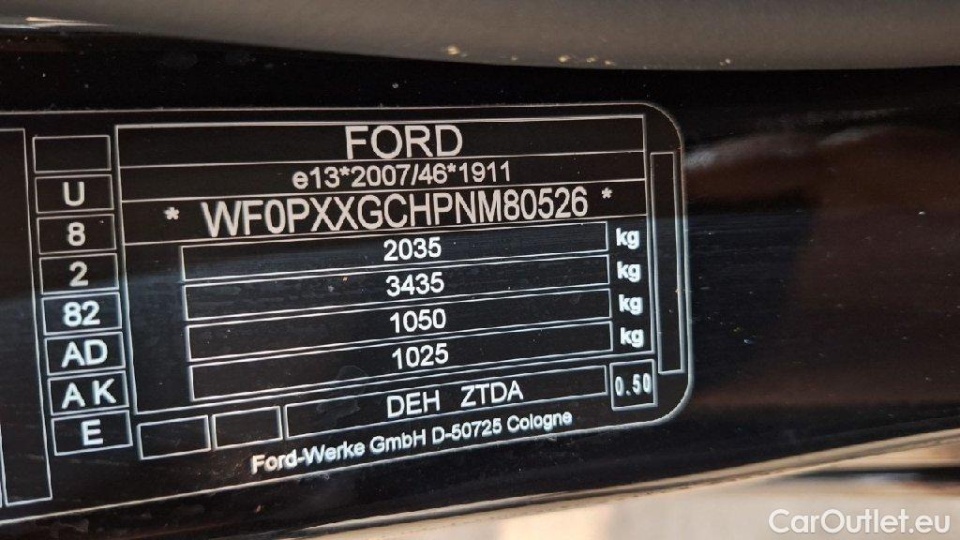 FORD
e13*2007/46*1911
* WF0PXXGCHPNM80526 *
2035 kg
3435 kg
1050 kg
1025 kg
U
8
2
82
AD
A K
E
DEH ZTDA
0.50
Ford-Werke GmbH D-50725 Cologne
CarOutlet.eu